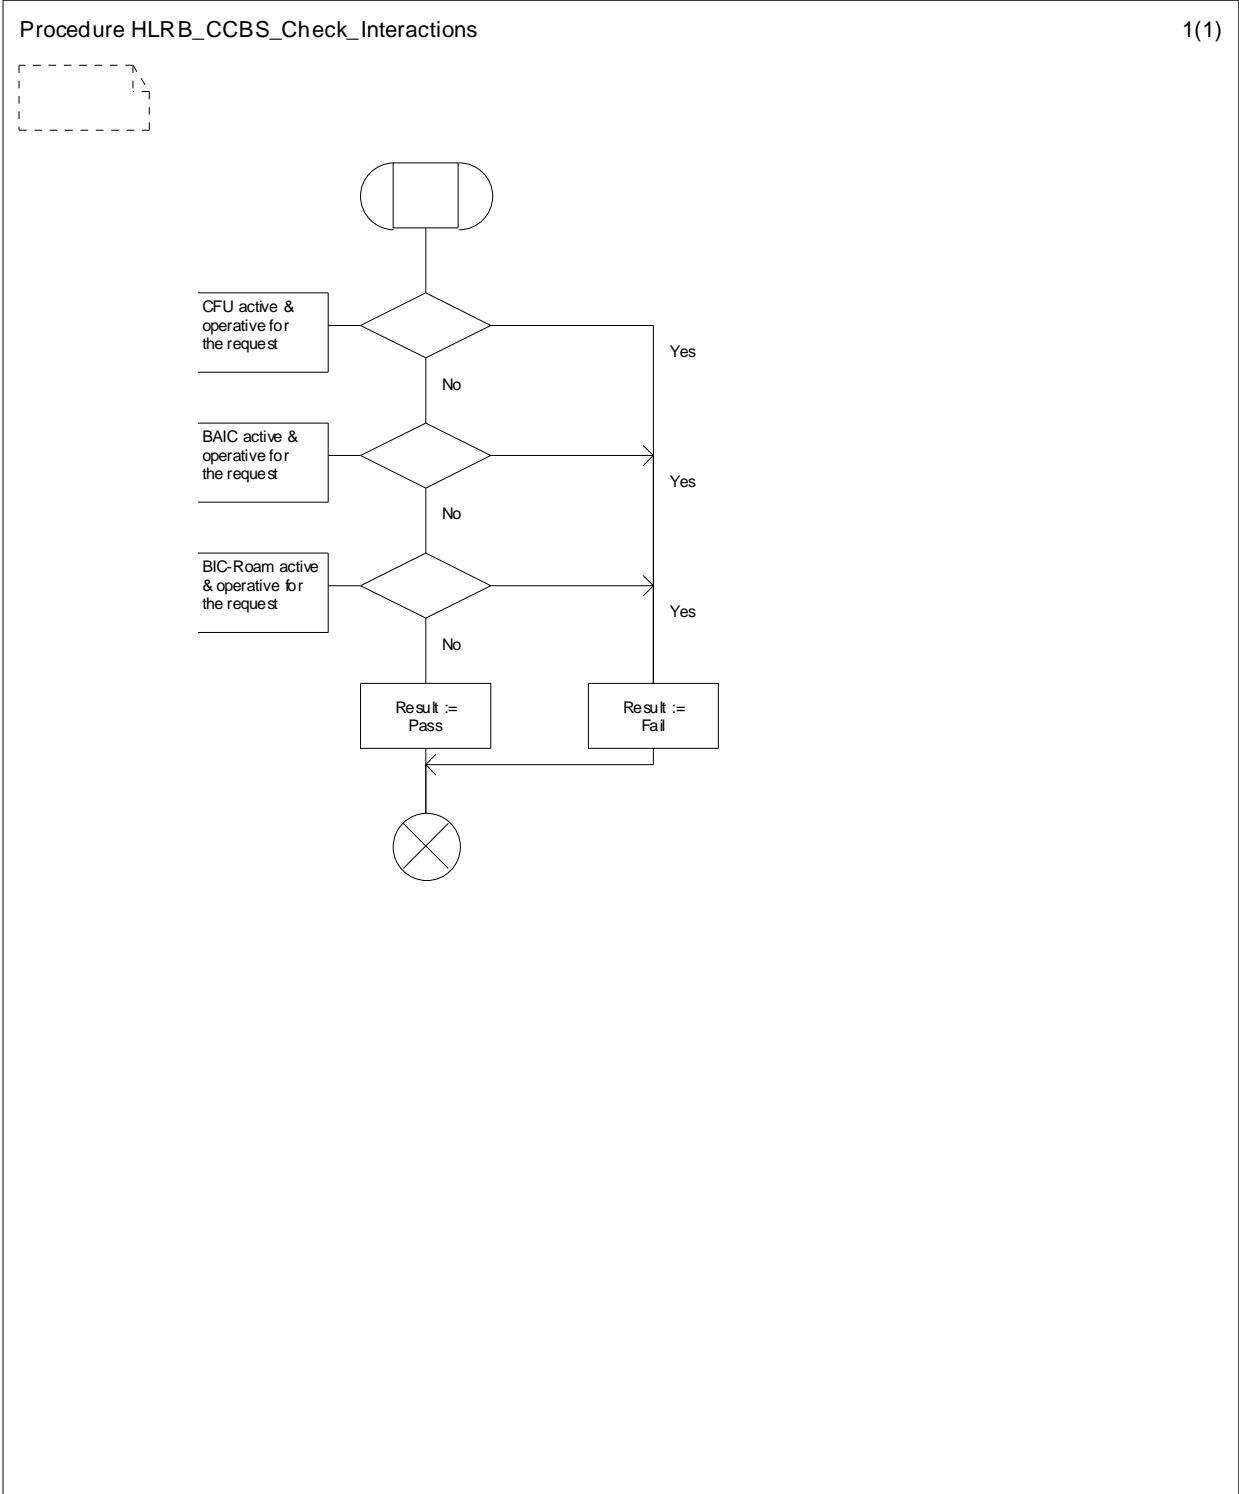 Procedure HLRB_CCBS_Check_Interactions
1(1)
CFU active &
operative for
the request
Yes
No
BAIC active &
operative for
the request
Yes
No
BIC-Roam active
& operative for
the request
Yes
No
Result :=
Pass
Result :=
Fail